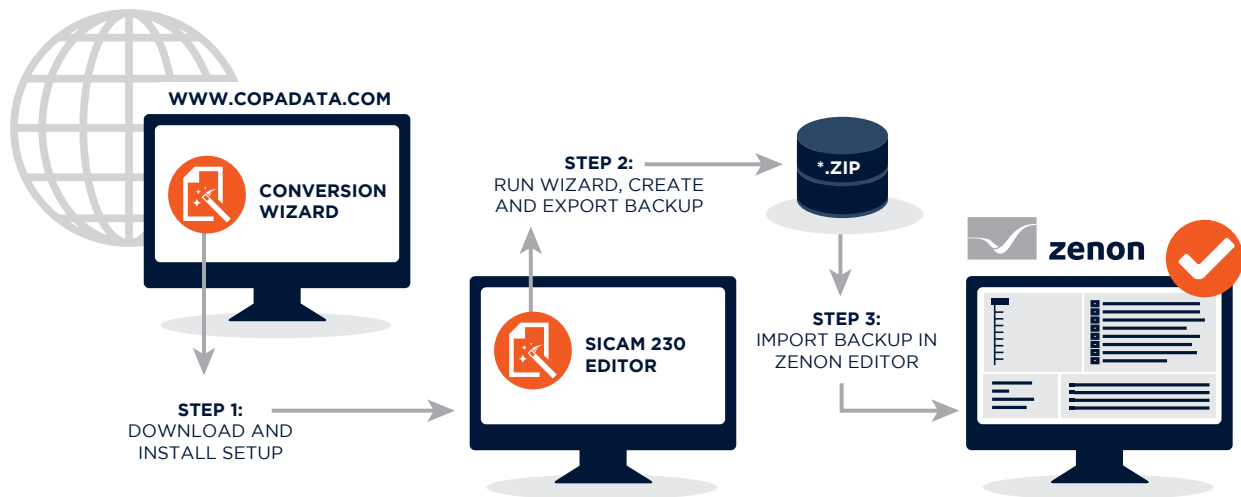 WWW.COPADATA.COM
CONVERSION
WIZARD
STEP 1:
DOWNLOAD AND
INSTALL SETUP
SICAM 230
EDITOR
STEP 2:
RUN WIZARD, CREATE
AND EXPORT BACKUP
*.ZIP
STEP 3:
IMPORT BACKUP IN
ZENON EDITOR
zenon